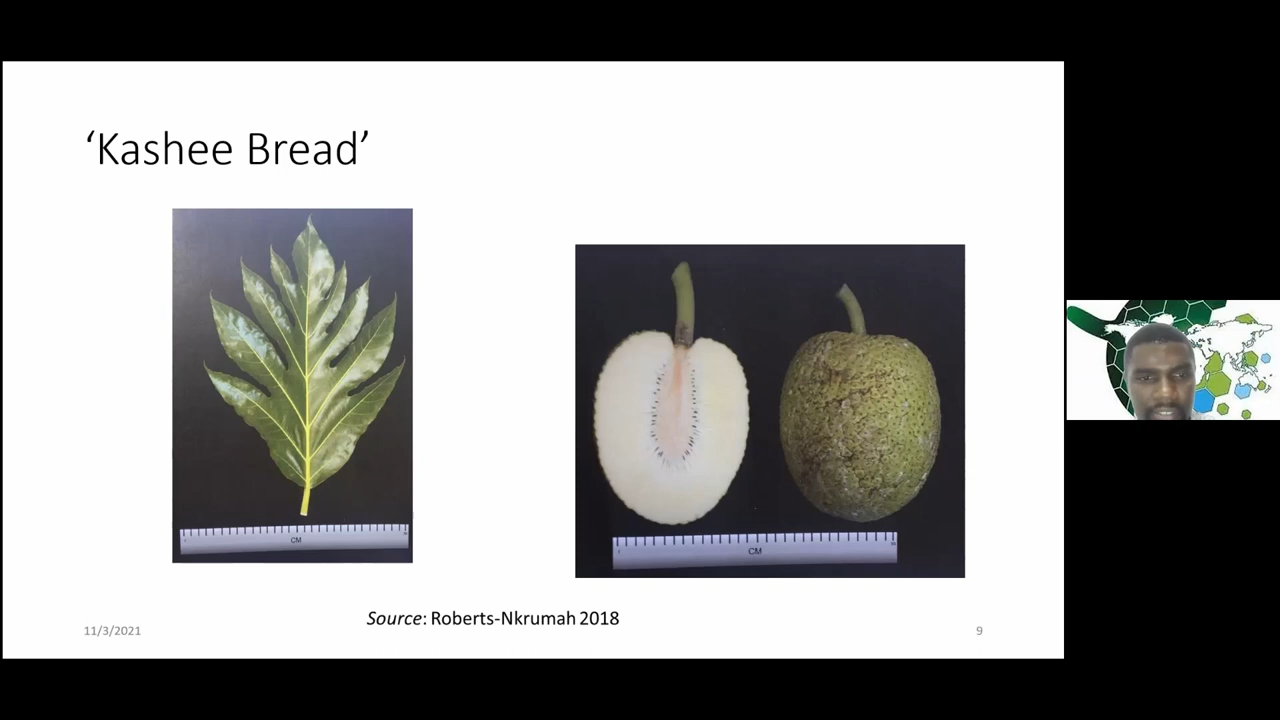 ‘Kashee Bread’
CM
CM
Source: Roberts-Nkrumah 2018
11/3/2021
9